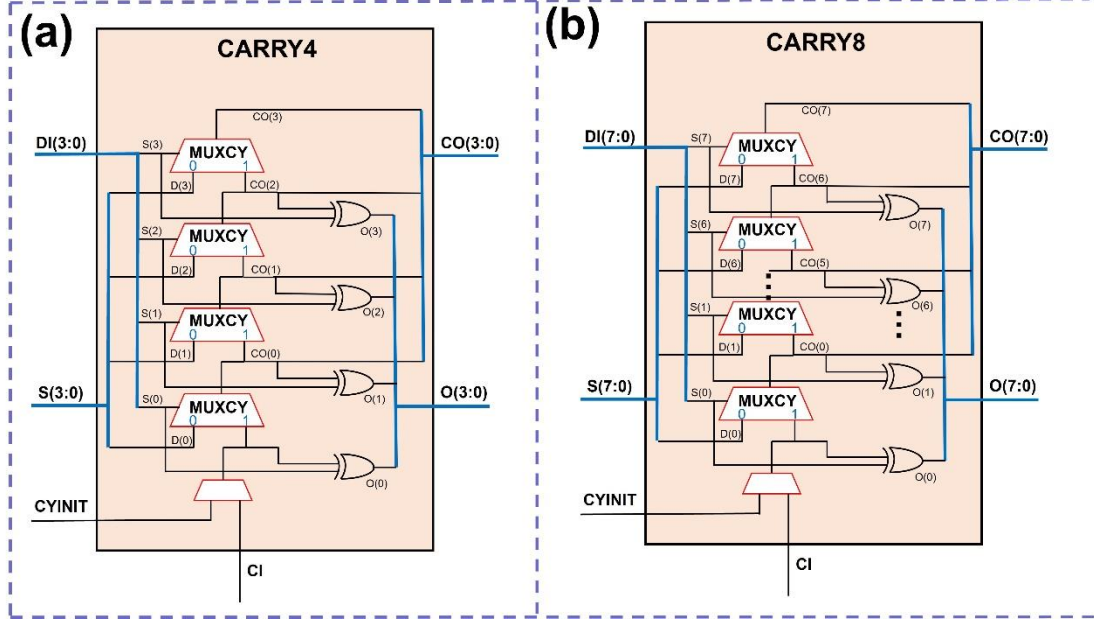 (a)
CARRY4
CO(3)
DI(3:0)
S(3)
MUXCY
0 1
CO(3:0)
D(3)
CO(2)
O(3)
S(2)
MUXCY
0 1
D(2)
CO(1)
O(2)
S(1)
MUXCY
0 1
D(1)
CO(0)
O(1)
S(3:0)
S(0)
MUXCY
0 1
O(3:0)
D(0)
O(0)
CYINIT
CI
(b)
CARRY8
CO(7)
DI(7:0)
S(7)
MUXCY
0 1
CO(7:0)
D(7)
CO(6)
O(7)
S(6)
MUXCY
0 1
D(6)
CO(5)
O(6)
S(1)
MUXCY
0 1
D(1)
CO(0)
O(1)
S(7:0)
S(0)
MUXCY
0 1
O(7:0)
D(0)
O(0)
CYINIT
CI